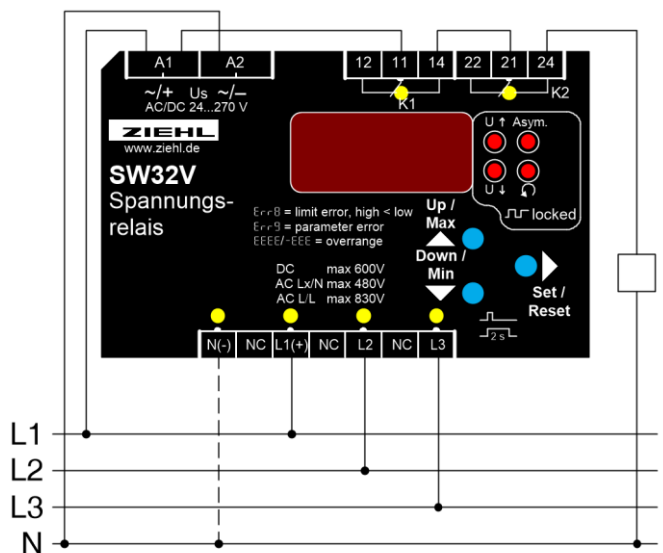 A1 A2 12 11 14 22 21 24
~/+ Us ~/–
AC/DC 24...270 V
K1
K2
ZIEHL
www.ziehl.de
SW32V
Spannungs-
relais
U ↑ Asym.
U ↓
locked
Err8 = limit error, high < low
Err9 = parameter error
EEEE/-EEE = overrange
Up /
Max
Down /
Min
Set /
Reset
DC max 600V
AC Lx/N max 480V
AC L/L max 830V
2 s
N(-) NC L1(+) NC L2 NC L3
L1
L2
L3
N